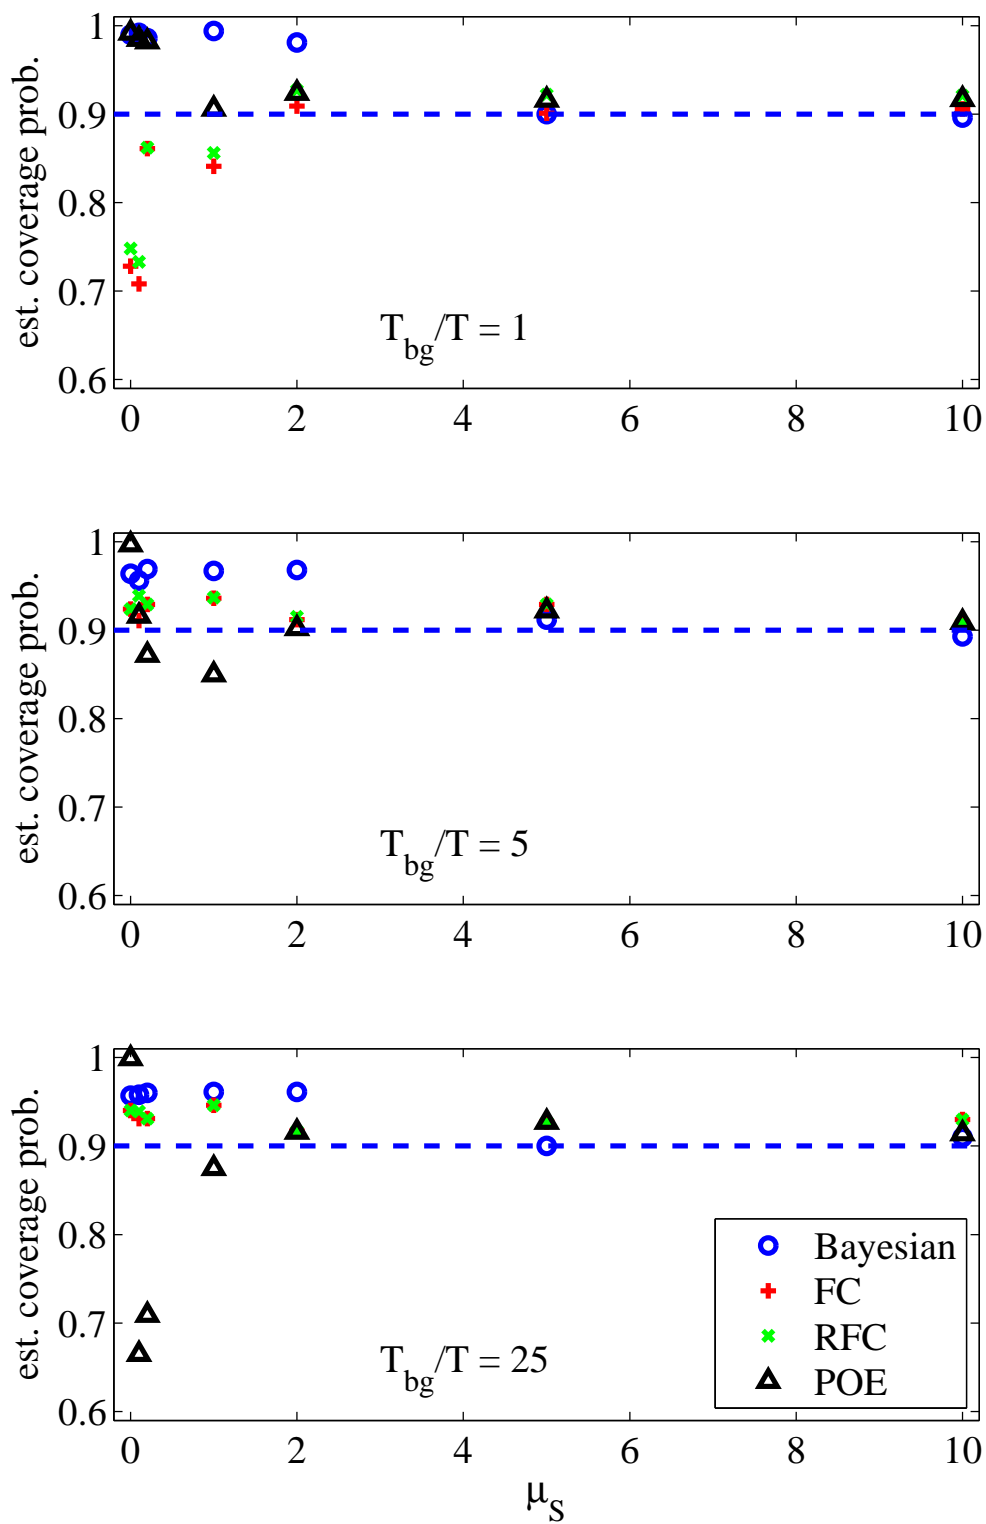 est. coverage prob.
1
0.9
0.8
0.7
0.6
T_bg/T = 1
0 2 4 6 8 10
est. coverage prob.
1
0.9
0.8
0.7
0.6
T_bg/T = 5
0 2 4 6 8 10
est. coverage prob.
1
0.9
0.8
0.7
0.6
T_bg/T = 25
Bayesian
FC
RFC
POE
0 2 4 6 8 10
μ_S